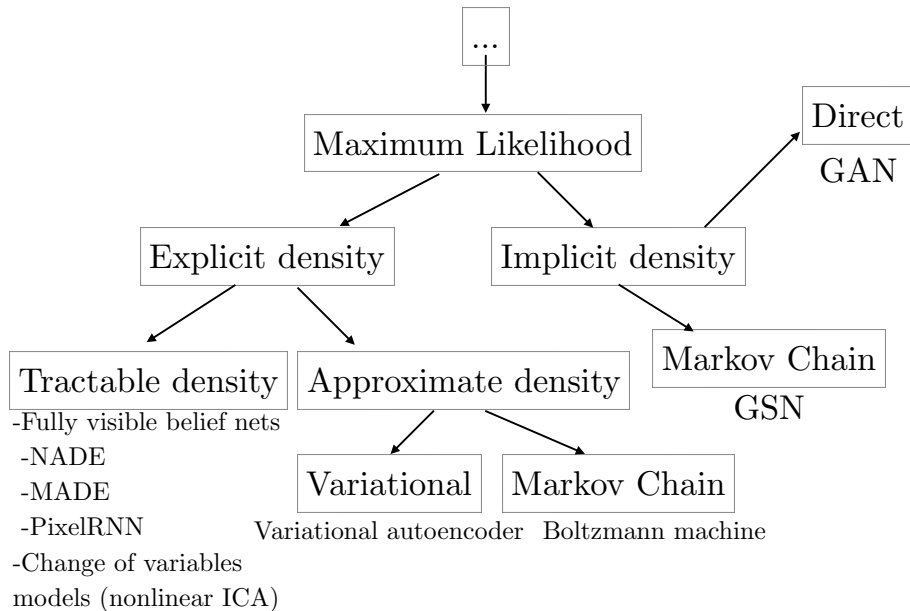 ...
Maximum Likelihood
Direct
GAN
Explicit density
Implicit density
Tractable density
-Fully visible belief nets
-NADE
-MADE
-PixelRNN
-Change of variables
models (nonlinear ICA)
Approximate density
Variational
Variational autoencoder
Markov Chain
Boltzmann machine
Markov Chain
GSN